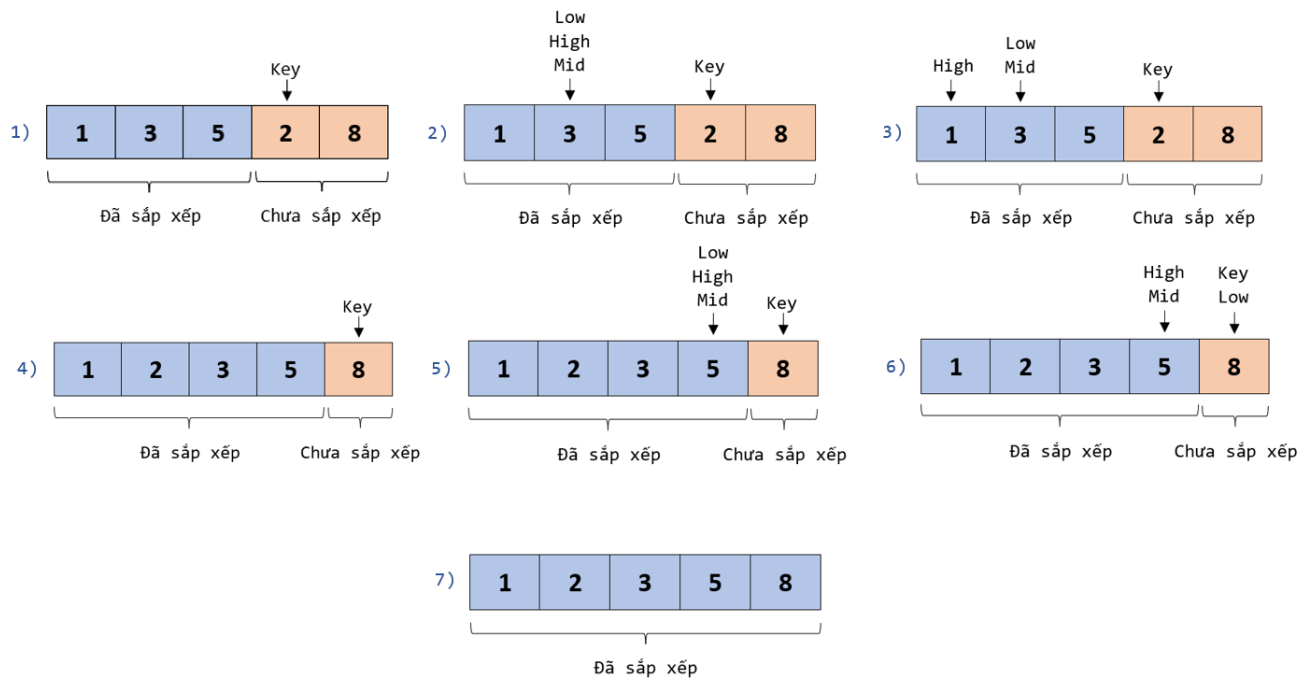 1)
Key
1 3 5 2 8
Đã sắp xếp
Chưa sắp xếp
2)
Low
High
Mid
Key
1 3 5 2 8
Đã sắp xếp
Chưa sắp xếp
3)
High
Low
Mid
Key
1 3 5 2 8
Đã sắp xếp
Chưa sắp xếp
4)
Key
1 2 3 5 8
Đã sắp xếp
Chưa sắp xếp
5)
Low
High
Mid
Key
1 2 3 5 8
Đã sắp xếp
Chưa sắp xếp
6)
High
Mid
Key
Low
1 2 3 5 8
Đã sắp xếp
Chưa sắp xếp
7)
1 2 3 5 8
Đã sắp xếp